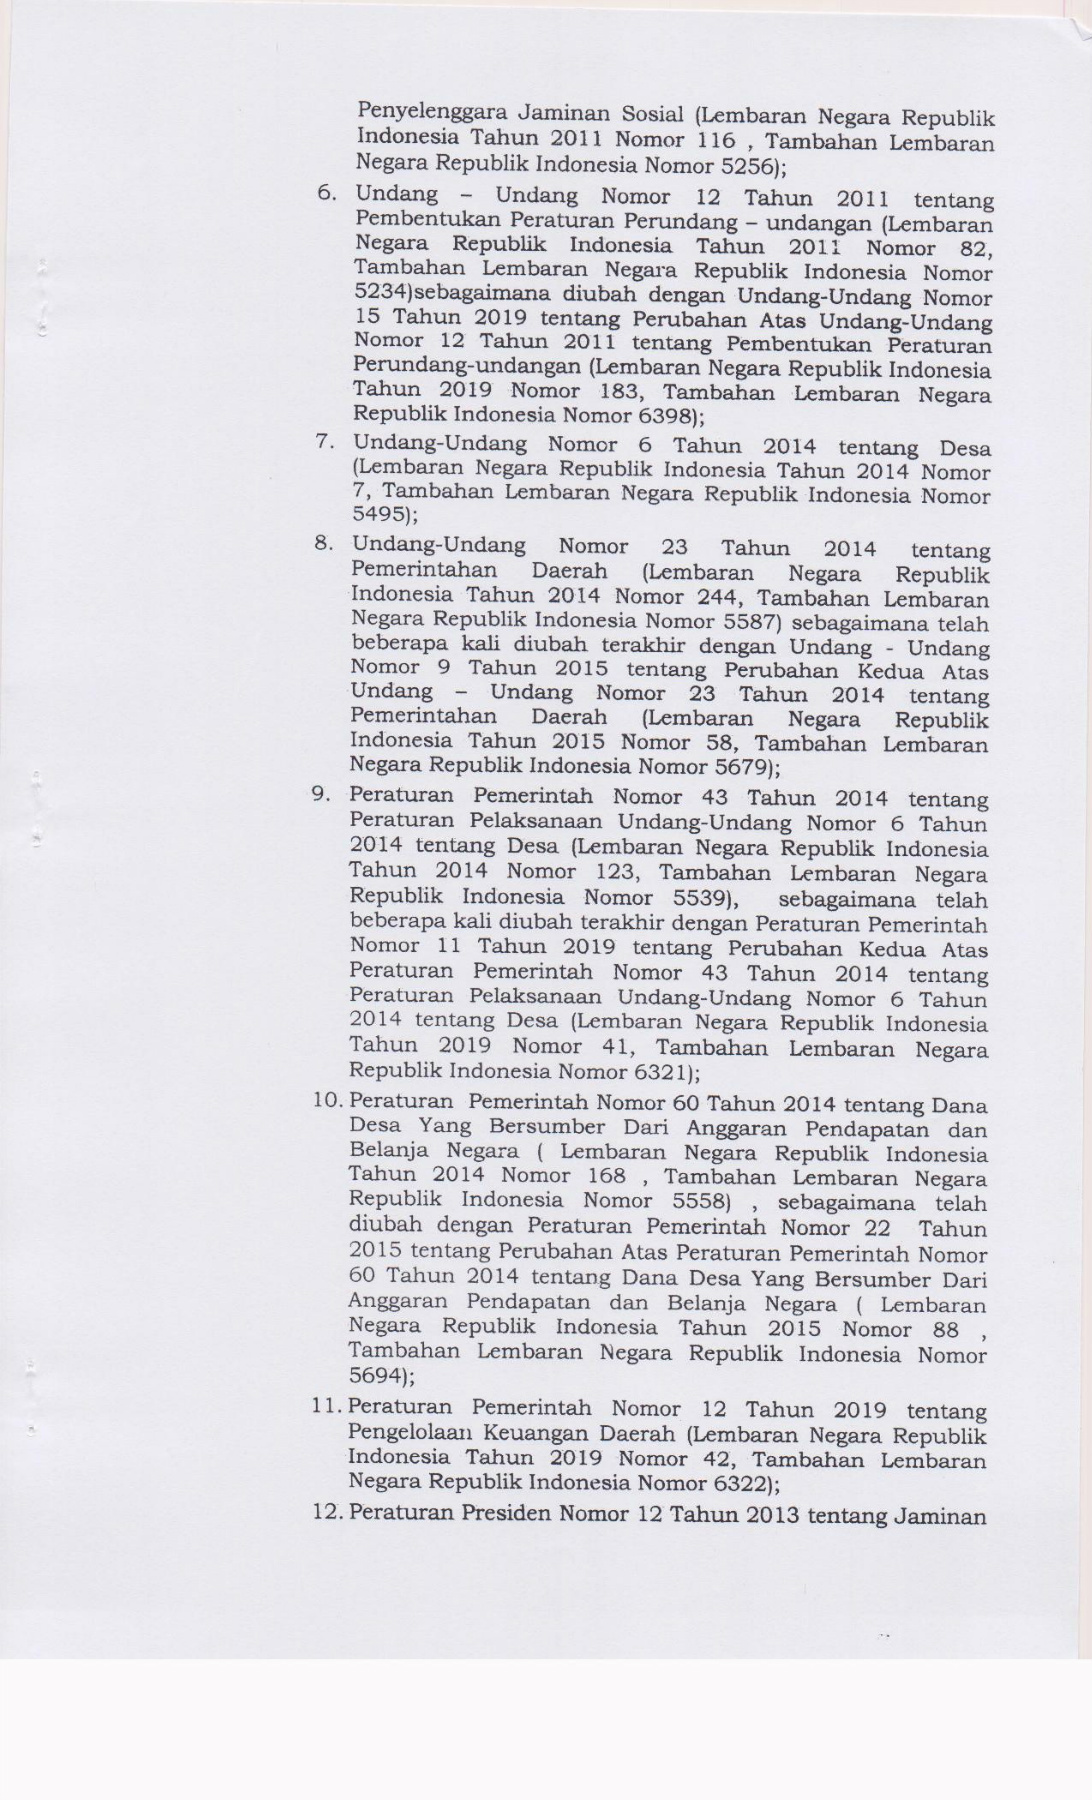 Penyelenggara Jaminan Sosial (Lembaran Negara Republik
Indonesia Tahun 2011 Nomor 116 , Tambahan Lembaran
Negara Republik Indonesia Nomor 5256);
6. Undang – Undang Nomor 12 Tahun 2011 tentang
Pembentukan Peraturan Perundang – undangan (Lembaran
Negara Republik Indonesia Tahun 2011 Nomor 82,
Tambahan Lembaran Negara Republik Indonesia Nomor
5234)sebagaimana diubah dengan Undang-Undang Nomor
15 Tahun 2019 tentang Perubahan Atas Undang-Undang
Nomor 12 Tahun 2011 tentang Pembentukan Peraturan
Perundang-undangan (Lembaran Negara Republik Indonesia
Tahun 2019 Nomor 183, Tambahan Lembaran Negara
Republik Indonesia Nomor 6398);
7. Undang-Undang Nomor 6 Tahun 2014 tentang Desa
(Lembaran Negara Republik Indonesia Tahun 2014 Nomor
7, Tambahan Lembaran Negara Republik Indonesia Nomor
5495);
8. Undang-Undang Nomor 23 Tahun 2014 tentang
Pemerintahan Daerah (Lembaran Negara Republik
Indonesia Tahun 2014 Nomor 244, Tambahan Lembaran
Negara Republik Indonesia Nomor 5587) sebagaimana telah
beberapa kali diubah terakhir dengan Undang - Undang
Nomor 9 Tahun 2015 tentang Perubahan Kedua Atas
Undang – Undang Nomor 23 Tahun 2014 tentang
Pemerintahan Daerah (Lembaran Negara Republik
Indonesia Tahun 2015 Nomor 58, Tambahan Lembaran
Negara Republik Indonesia Nomor 5679);
9. Peraturan Pemerintah Nomor 43 Tahun 2014 tentang
Peraturan Pelaksanaan Undang-Undang Nomor 6 Tahun
2014 tentang Desa (Lembaran Negara Republik Indonesia
Tahun 2014 Nomor 123, Tambahan Lembaran Negara
Republik Indonesia Nomor 5539), sebagaimana telah
beberapa kali diubah terakhir dengan Peraturan Pemerintah
Nomor 11 Tahun 2019 tentang Perubahan Kedua Atas
Peraturan Pemerintah Nomor 43 Tahun 2014 tentang
Peraturan Pelaksanaan Undang-Undang Nomor 6 Tahun
2014 tentang Desa (Lembaran Negara Republik Indonesia
Tahun 2019 Nomor 41, Tambahan Lembaran Negara
Republik Indonesia Nomor 6321);
10. Peraturan Pemerintah Nomor 60 Tahun 2014 tentang Dana
Desa Yang Bersumber Dari Anggaran Pendapatan dan
Belanja Negara ( Lembaran Negara Republik Indonesia
Tahun 2014 Nomor 168 , Tambahan Lembaran Negara
Republik Indonesia Nomor 5558) , sebagaimana telah
diubah dengan Peraturan Pemerintah Nomor 22 Tahun
2015 tentang Perubahan Atas Peraturan Pemerintah Nomor
60 Tahun 2014 tentang Dana Desa Yang Bersumber Dari
Anggaran Pendapatan dan Belanja Negara ( Lembaran
Negara Republik Indonesia Tahun 2015 Nomor 88 ,
Tambahan Lembaran Negara Republik Indonesia Nomor
5694);
11. Peraturan Pemerintah Nomor 12 Tahun 2019 tentang
Pengelolaan Keuangan Daerah (Lembaran Negara Republik
Indonesia Tahun 2019 Nomor 42, Tambahan Lembaran
Negara Republik Indonesia Nomor 6322);
12. Peraturan Presiden Nomor 12 Tahun 2013 tentang Jaminan